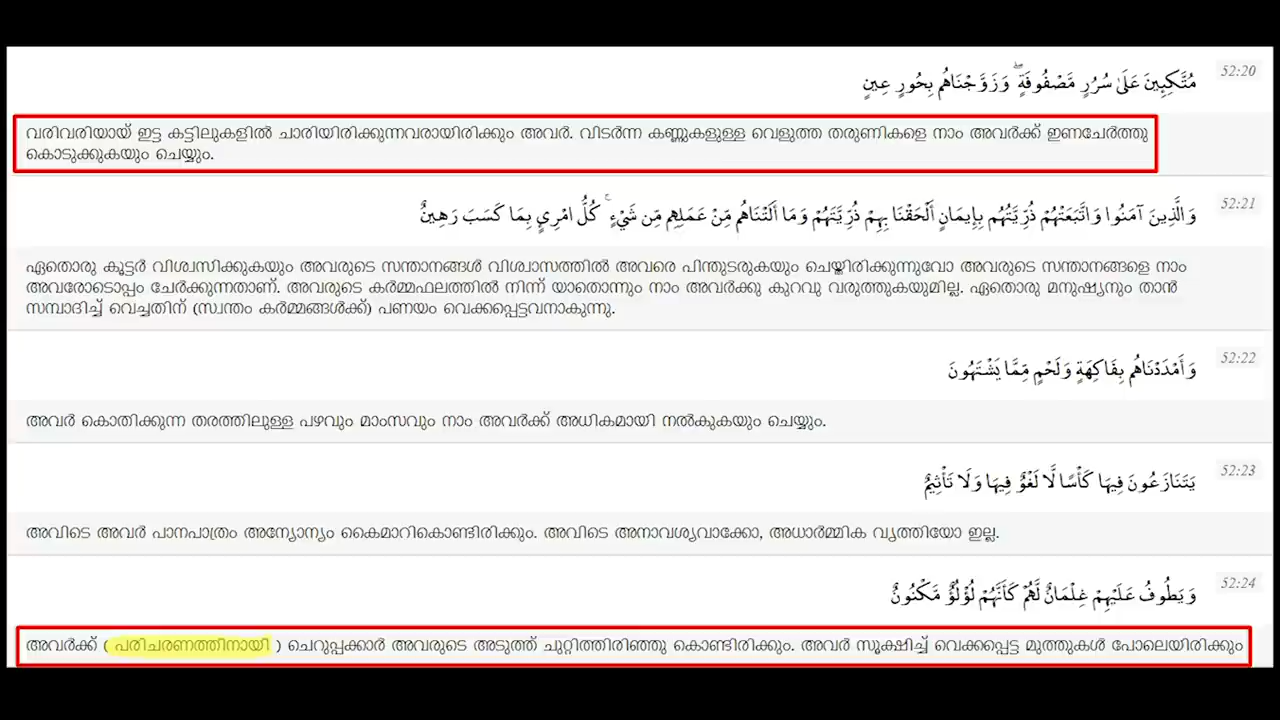 52:20
مُتَّكِئِينَ عَلَىٰ سُرُرٍ مَّصْفُوفَةٍ ۖ وَزَوَّجْنَاهُم بِحُورٍ عِينٍ
വരിവരിയായ് ഇട്ട കട്ടിലുകളിൽ ചാരിയിരിക്കുന്നവരായിരിക്കും അവർ. വിടർന്ന കണ്ണുകളുള്ള വെളുത്ത തരുണികളെ നാം അവർക്ക് ഇണചേർത്തു
കൊടുക്കുകയും ചെയ്യും.
52:21
وَالَّذِينَ آمَنُوا وَاتَّبَعَتْهُمْ ذُرِّيَّتُهُم بِإِيمَانٍ أَلْحَقْنَا بِهِمْ ذُرِّيَّتَهُمْ وَمَا أَلَتْنَاهُم مِّنْ عَمَلِهِم مِّن شَيْءٍ ۚ كُلُّ امْرِئٍ بِمَا كَسَبَ رَهِينٌ
ഏതൊരു കൂട്ടർ വിശ്വസിക്കുകയും അവരുടെ സന്താനങ്ങൾ വിശ്വാസത്തിൽ അവരെ പിന്തുടരുകയും ചെയ്തിരിക്കുന്നുവോ അവരുടെ സന്താനങ്ങളെ നാം
അവരോടൊപ്പം ചേർക്കുന്നതാണ്. അവരുടെ കർമ്മഫലത്തിൽ നിന്ന് യാതൊന്നും നാം അവർക്കു കുറവു വരുത്തുകയുമില്ല. ഏതൊരു മനുഷ്യനും താൻ
സമ്പാദിച്ച് വെച്ചതിന് (സ്വന്തം കർമ്മങ്ങൾക്ക്) പണയം വെക്കപ്പെട്ടവനാകുന്നു.
52:22
وَأَمْدَدْنَاهُم بِفَاكِهَةٍ وَلَحْمٍ مِّمَّا يَشْتَهُونَ
അവർ കൊതിക്കുന്ന തരത്തിലുള്ള പഴവും മാംസവും നാം അവർക്ക് അധികമായി നൽകുകയും ചെയ്യും.
52:23
يَتَنَازَعُونَ فِيهَا كَأْسًا لَّا لَغْوٌ فِيهَا وَلَا تَأْثِيمٌ
അവിടെ അവർ പാനപാത്രം അന്യോന്യം കൈമാറികൊണ്ടിരിക്കും. അവിടെ അനാവശ്യവാക്കോ, അധാർമ്മിക വൃത്തിയോ ഇല്ല.
52:24
وَيَطُوفُ عَلَيْهِمْ غِلْمَانٌ لَّهُمْ كَأَنَّهُمْ لُؤْلُؤٌ مَّكْنُونٌ
അവർക്ക് ( പരിചരണത്തിനായി ) ചെറുപ്പക്കാർ അവരുടെ അടുത്ത് ചുറ്റിത്തിരിഞ്ഞു കൊണ്ടിരിക്കും. അവർ സൂക്ഷിച്ച് വെക്കപ്പെട്ട മുത്തുകൾ പോലെയിരിക്കും